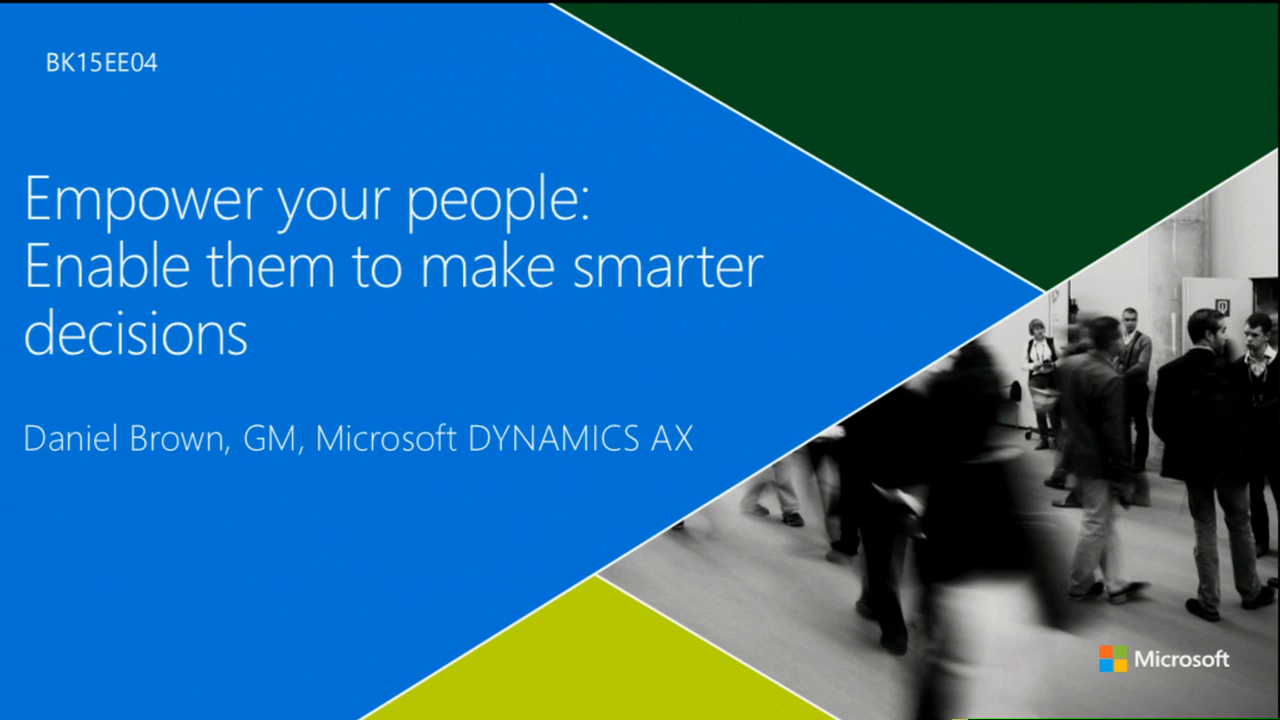 BK15EE04
Empower your people:
Enable them to make smarter
decisions
Daniel Brown, GM, Microsoft DYNAMICS AX
Microsoft